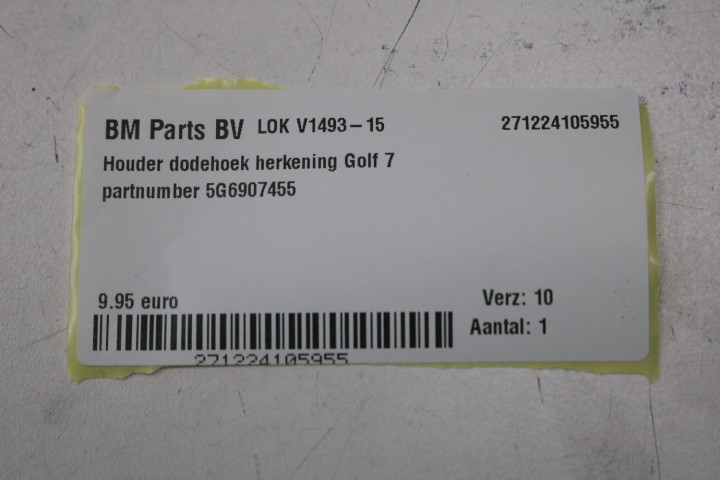 BM Parts BV LOK V1493-15 271224105955
Houder dodehoek herkening Golf 7
partnumber 5G6907455
9.95 euro Verz: 10
Aantal: 1
271224105955